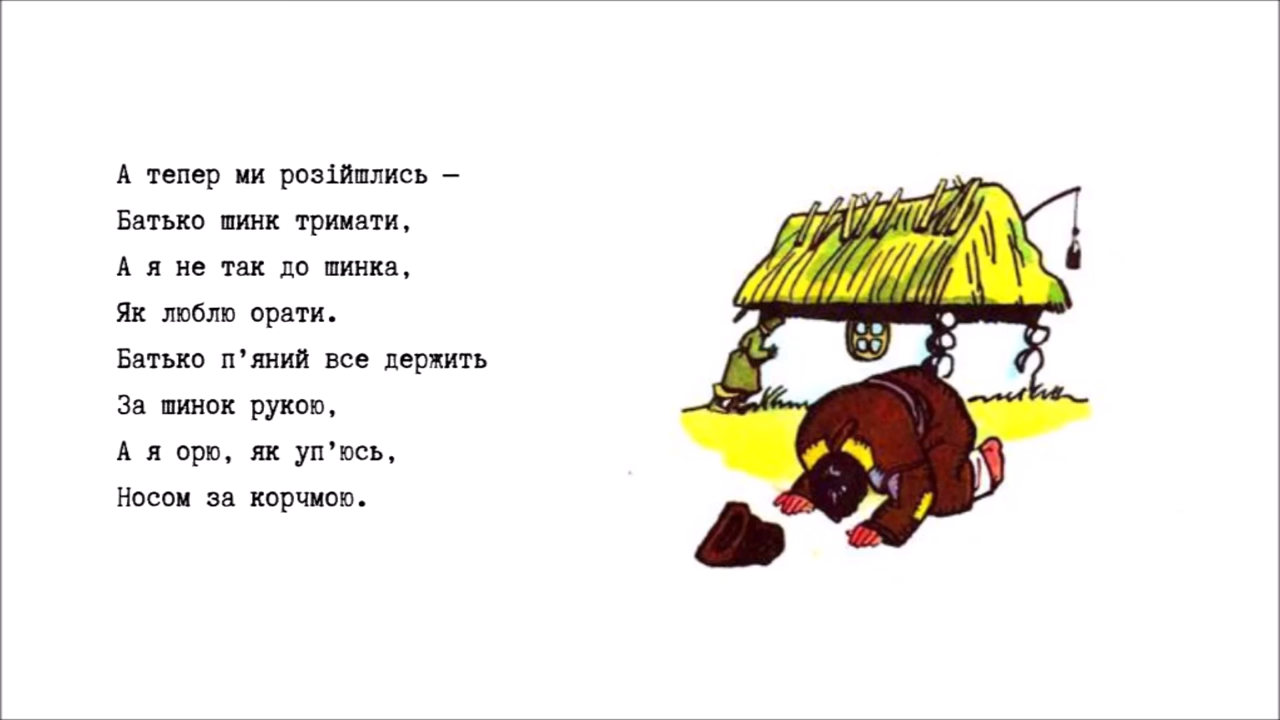 А тепер ми розійшлись —
Батько шинк тримати,
А я не так до шинка,
Як люблю орати.
Батько п’яний все держить
За шинок рукою,
А я орю, як уп’юсь,
Носом за корчмою.